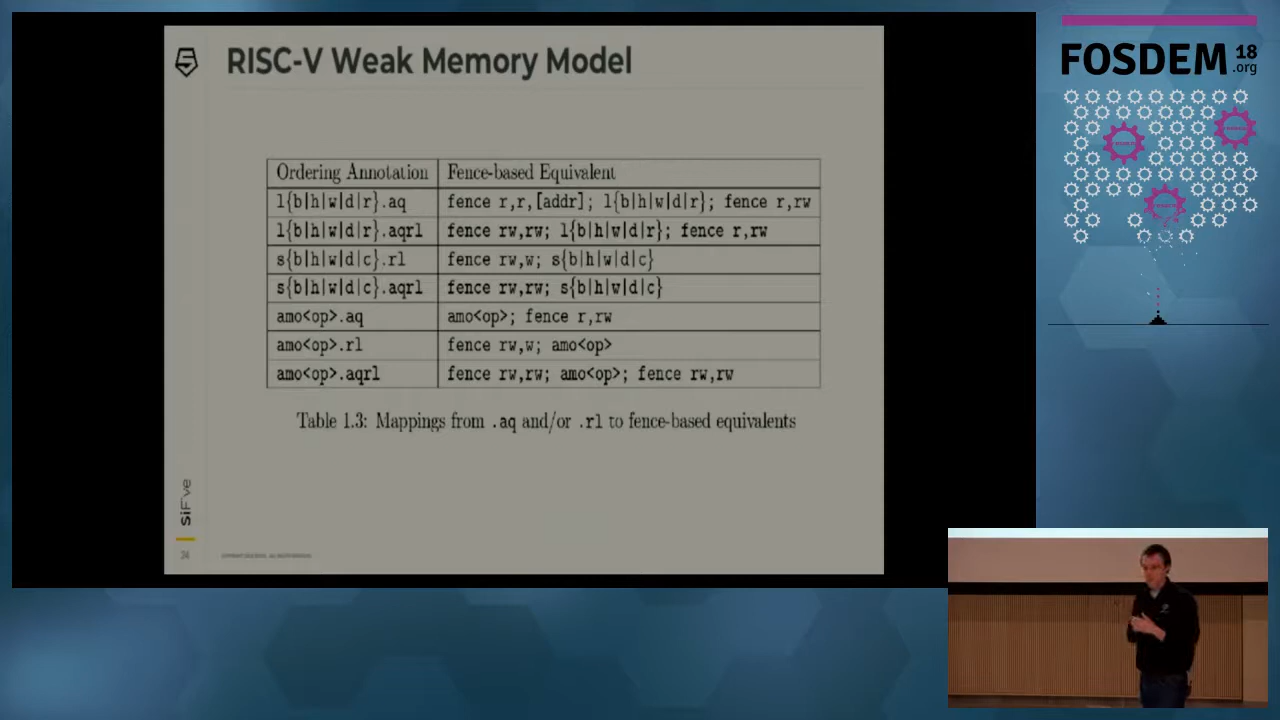 RISC-V Weak Memory Model
Ordering Annotation Fence-based Equivalent
l{b|h|w|d|r}.aq fence r,r,[addr]; l{b|h|w|d|r}; fence r,rw
l{b|h|w|d|r}.aqrl fence rw,rw; l{b|h|w|d|r}; fence r,rw
s{b|h|w|d|c}.rl fence rw,w; s{b|h|w|d|c}
s{b|h|w|d|c}.aqrl fence rw,rw; s{b|h|w|d|c}
amo<op>.aq amo<op>; fence r,rw
amo<op>.rl fence rw,w; amo<op>
amo<op>.aqrl fence rw,rw; amo<op>; fence rw,rw
Table 1.3: Mappings from .aq and/or .rl to fence-based equivalents
SiFive
24
FOSDEM 18
.org